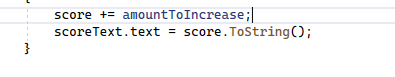 {
score += amountToIncrease;
scoreText.text = score.ToString();
}